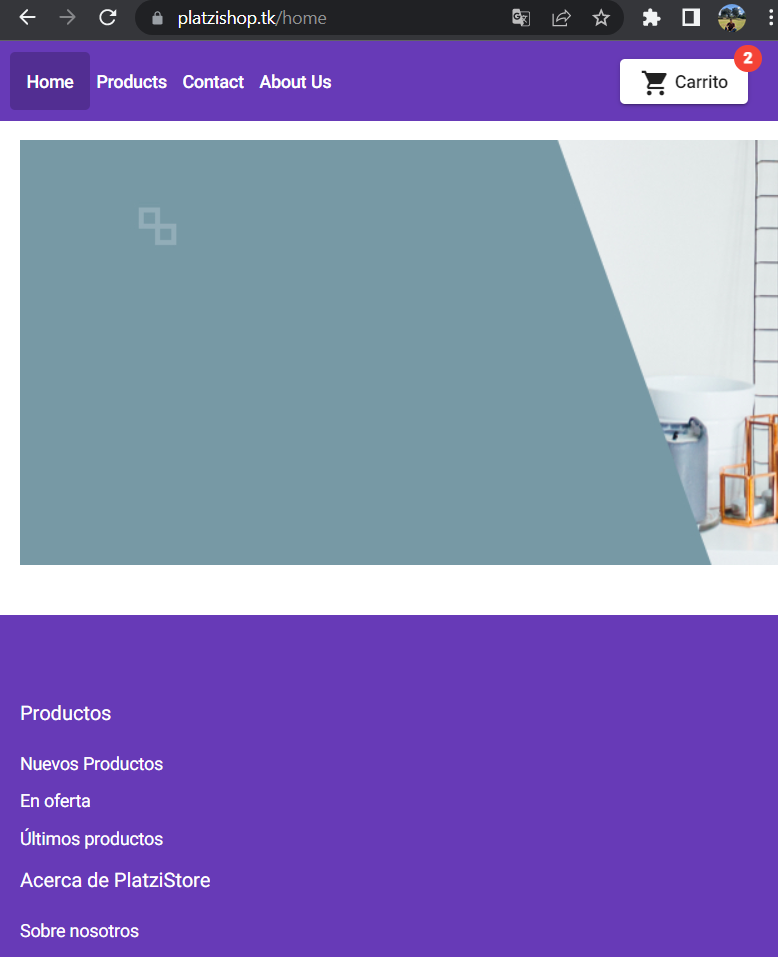 platzishop.tk/home
Home Products Contact About Us
Carrito 2
Productos
Nuevos Productos
En oferta
Últimos productos
Acerca de PlatziStore
Sobre nosotros